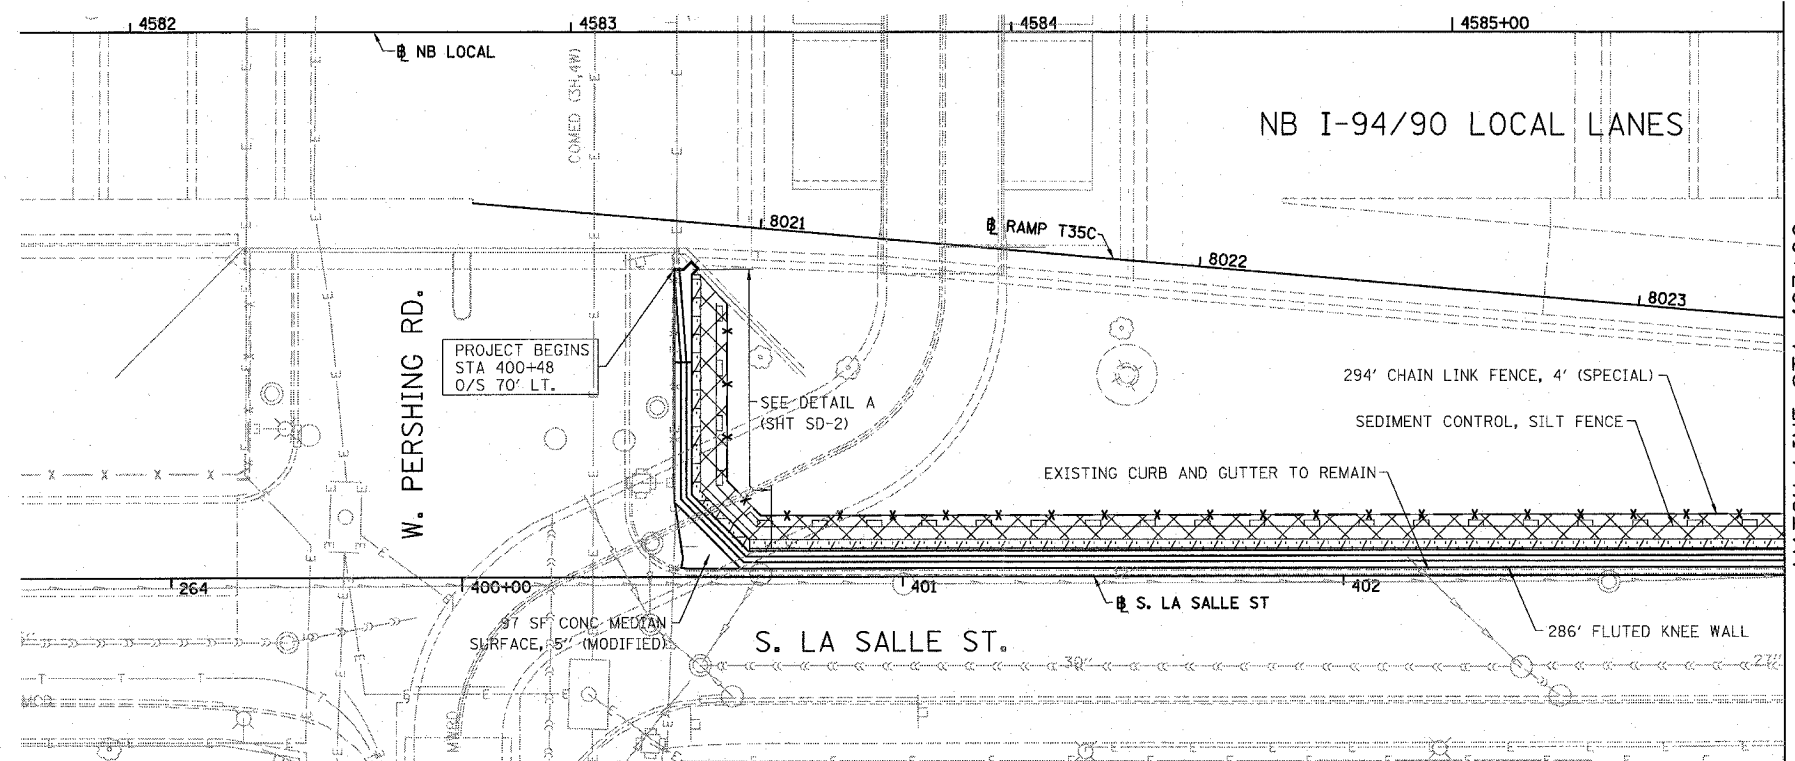 4582
4583
4584
4585+00
℄ NB LOCAL
COMED (3H,4W)
NB I-94/90 LOCAL LANES
8021
℄ RAMP T35C
8022
8023
W. PERSHING RD.
PROJECT BEGINS
STA 400+48
O/S 70' LT.
SEE DETAIL A
(SHT SD-2)
294' CHAIN LINK FENCE, 4' (SPECIAL)
SEDIMENT CONTROL, SILT FENCE
EXISTING CURB AND GUTTER TO REMAIN
264
400+00
401
402
℄ S. LA SALLE ST
97 SF CONC MEDIAN
SURFACE, 5" (MODIFIED)
S. LA SALLE ST.
286' FLUTED KNEE WALL
30"